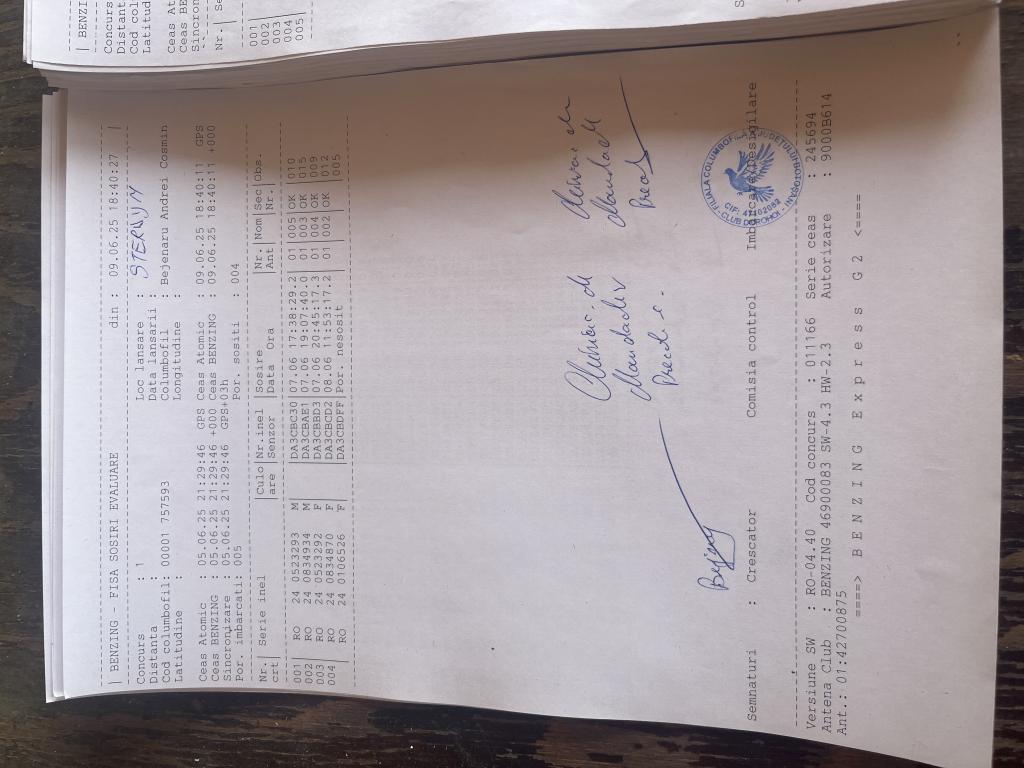 | BENZING - FISA SOSIRI EVALUARE din : 09.06.25 18:40:27 |
Concurs : 1 Loc lansare : STERNYN
Distanta : Data lansarii :
Cod columbofil : 00001 757593 Columbofil : Bejenaru Andrei Cosmin
Latitudine : Longitudine :
Ceas Atomic : 05.06.25 21:29:46 GPS Ceas Atomic : 09.06.25 18:40:11 GPS
Ceas BENZING : 05.06.25 21:29:46 +000 Ceas BENZING : 09.06.25 18:40:11 +000
Sincronizare : 05.06.25 21:29:46 GPS+03h
Por. imbarcati : 005 Por. sositi : 004
Nr.| Serie inel |Culo|Nr.inel |Sosire |Nr |Nom|Sec|Obs.
crt| |are |Senzor |Data Ora |Ant| |Nr.|
001| RO 24 0523293 M |DA3CBC30|07.06 17:38:29.2| 01|005|OK |010
002| RO 24 0834934 M |DA3CBAE1|07.06 19:07:40.0| 01|003|OK |015
003| RO 24 0523292 F |DA3CBBD3|07.06 20:45:17.3| 01|004|OK |009
004| RO 24 0834870 F |DA3CBCD2|08.06 11:53:17.2| 01|002|OK |012
| RO 24 0106526 F |DA3CBDFF|Por. nesosit |105
Semnaturi : Crescator Comisia control Imbarcare/Desigilare
CLUB DOROHOI
CIF: 47102082
Versiune SW : RO-04.40 Cod concurs : 011166 Serie ceas : 245694
Antena Club : BENZING 46900083 SW-4.3 HW-2.3 Autorizare : 900B614
Ant.: 01:42700875
====> B E N Z I N G E x p r e s s G 2 <====